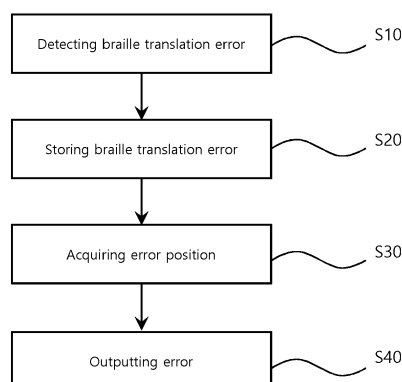 Detecting braille translation error
S10
Storing braille translation error
S20
Acquiring error position
S30
Outputting error
S40